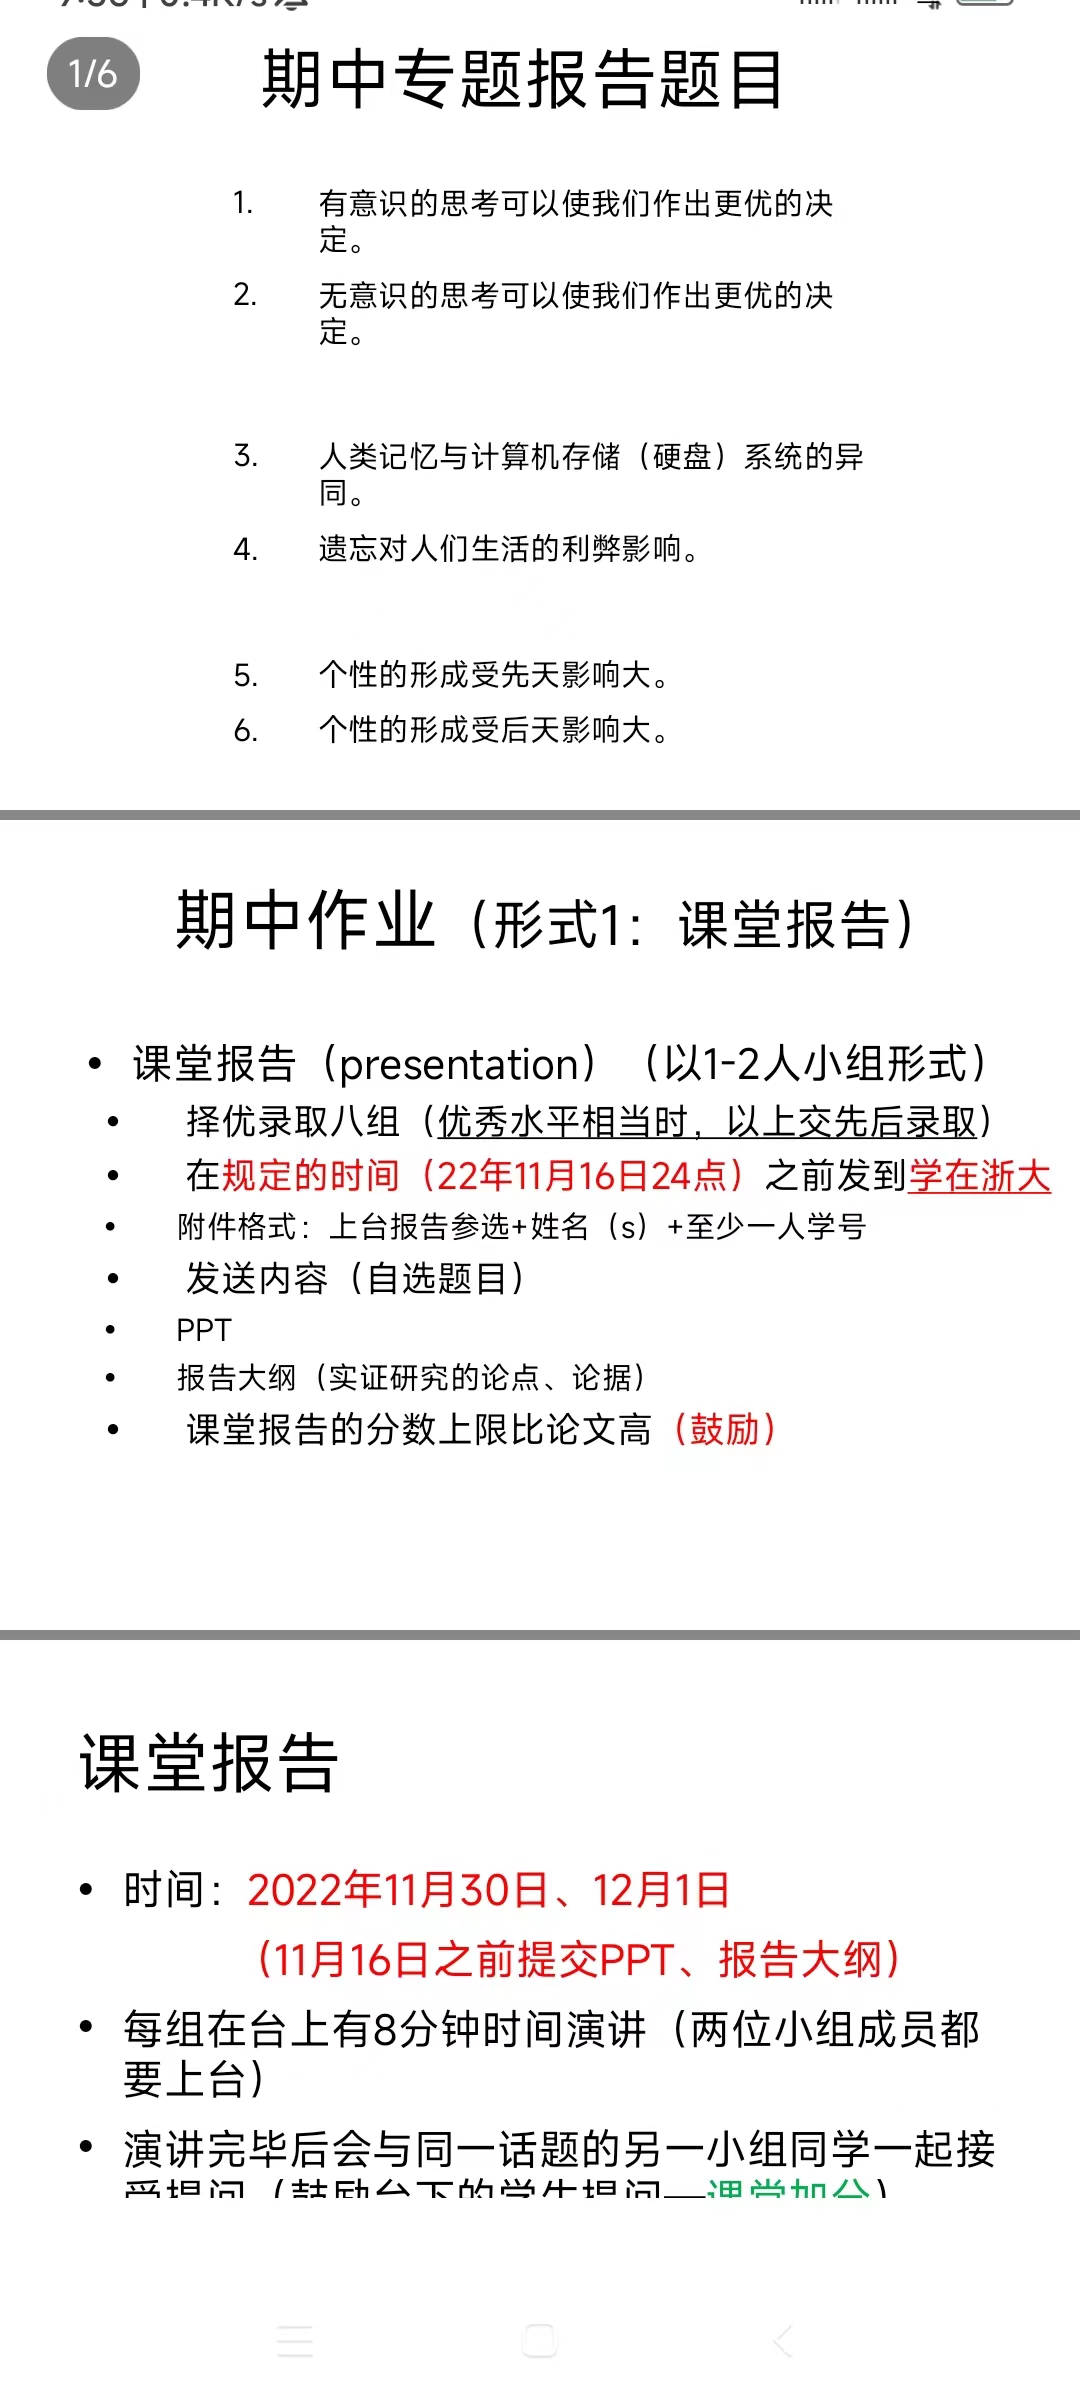 1/6
期中专题报告题目
1. 有意识的思考可以使我们作出更优的决
定。
2. 无意识的思考可以使我们作出更优的决
定。
3. 人类记忆与计算机存储（硬盘）系统的异
同。
4. 遗忘对人们生活的利弊影响。
5. 个性的形成受先天影响大。
6. 个性的形成受后天影响大。
期中作业（形式1：课堂报告）
• 课堂报告（presentation）（以1-2人小组形式）
• 择优录取八组（优秀水平相当时，以上交先后录取）
• 在规定的时间（22年11月16日24点）之前发到学在浙大
• 附件格式：上台报告参选+姓名（s）+至少一人学号
• 发送内容（自选题目）
• PPT
• 报告大纲（实证研究的论点、论据）
• 课堂报告的分数上限比论文高（鼓励）
课堂报告
• 时间：2022年11月30日、12月1日
（11月16日之前提交PPT、报告大纲）
• 每组在台上有8分钟时间演讲（两位小组成员都
要上台）
• 演讲完毕后会与同一话题的另一小组同学一起接
受提问（鼓励台下的学生提问—课堂加分）